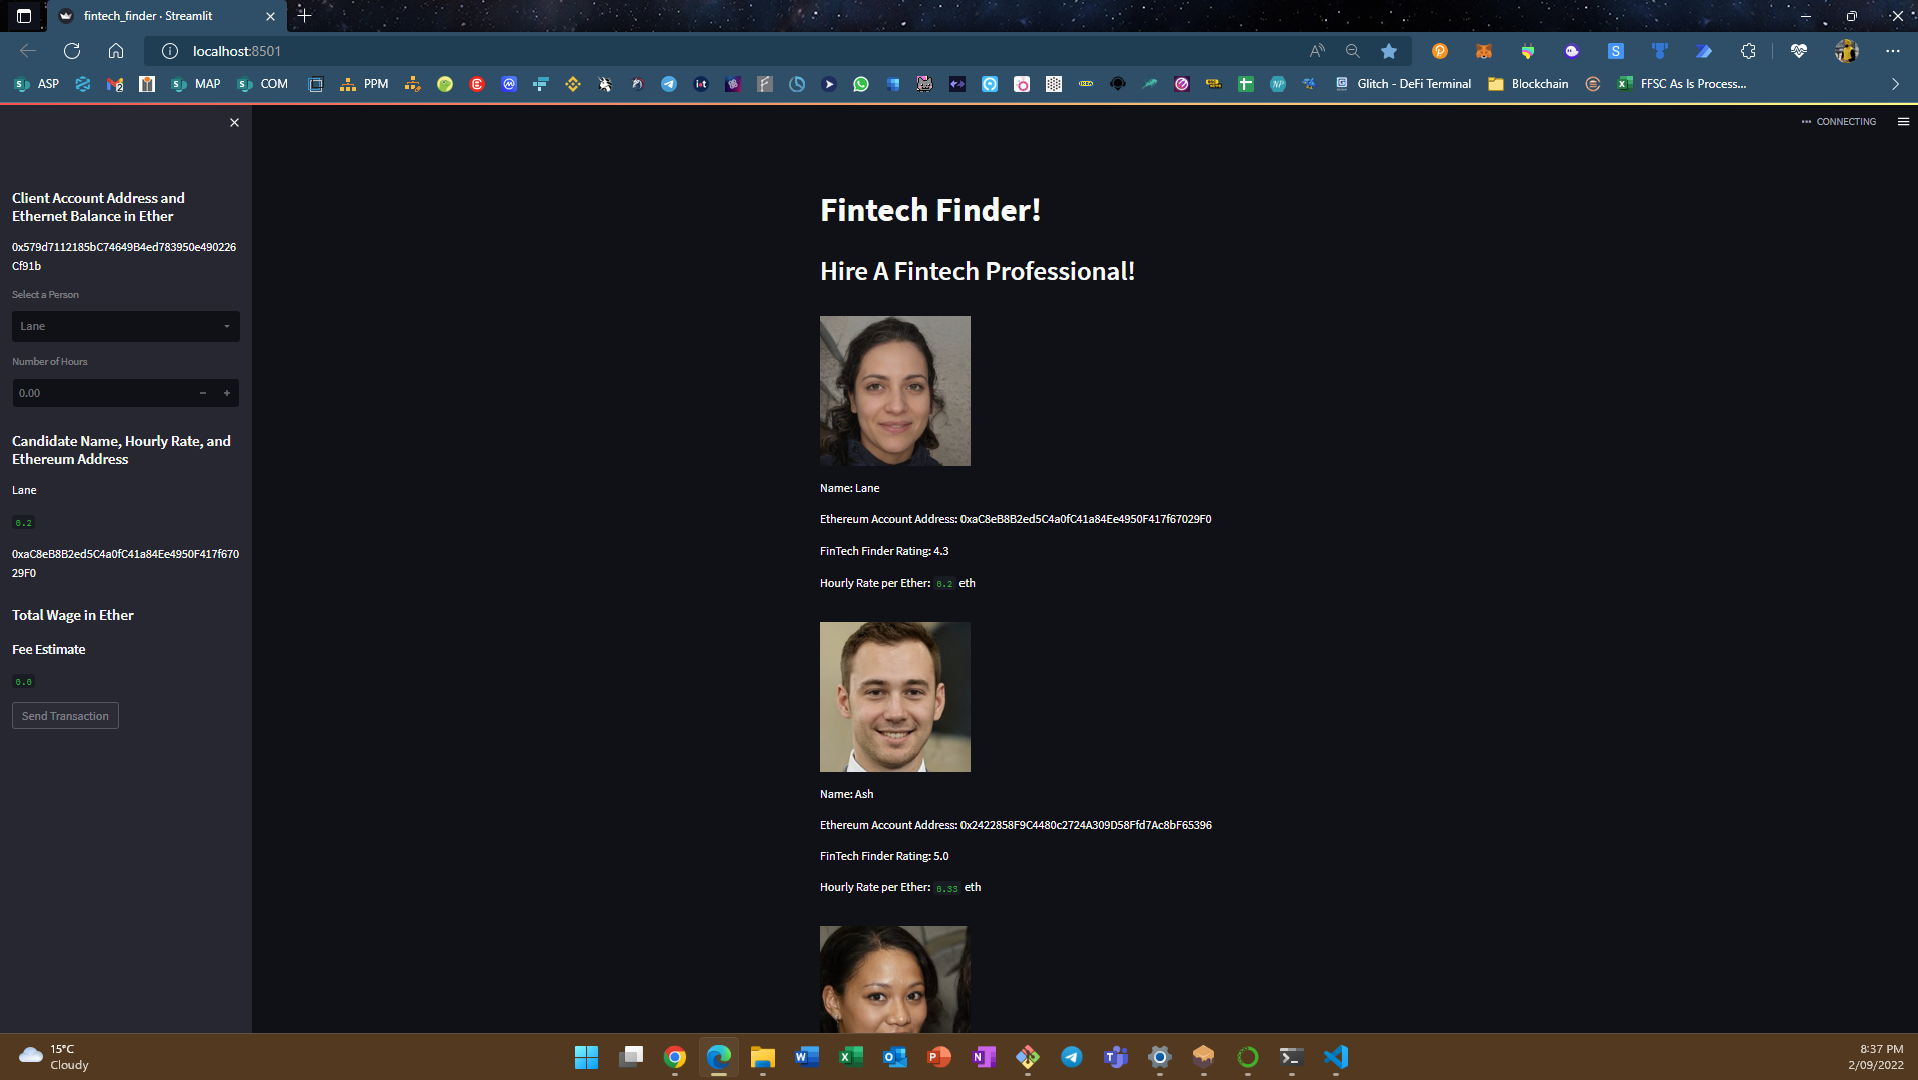 fintech_finder · Streamlit
localhost:8501
ASP
2
MAP
COM
PPM
Glitch - DeFi Terminal
Blockchain
FFSC As Is Process...
CONNECTING
Client Account Address and
Ethernet Balance in Ether
0x579d7112185bC74649B4ed783950e490226
Cf91b
Select a Person
Lane
Number of Hours
0.00
Candidate Name, Hourly Rate, and
Ethereum Address
Lane
0.2
0xaC8eB8B2ed5C4a0fC41a84Ee4950F417f670
29F0
Total Wage in Ether
Fee Estimate
0.0
Send Transaction
Fintech Finder!
Hire A Fintech Professional!
Name: Lane
Ethereum Account Address: 0xaC8eB8B2ed5C4a0fC41a84Ee4950F417f67029F0
FinTech Finder Rating: 4.3
Hourly Rate per Ether: 0.2 eth
Name: Ash
Ethereum Account Address: 0x2422858F9C4480c2724A309D58Ffd7Ac8bF65396
FinTech Finder Rating: 5.0
Hourly Rate per Ether: 0.33 eth
15°C
Cloudy
8:37 PM
2/09/2022